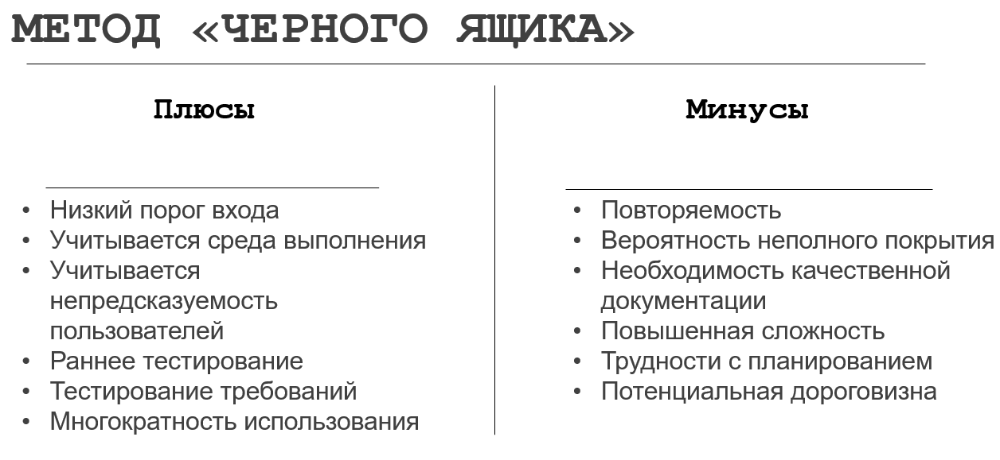 МЕТОД «ЧЕРНОГО ЯЩИКА»
Плюсы
• Низкий порог входа
• Учитывается среда выполнения
• Учитывается
непредсказуемость
пользователей
• Раннее тестирование
• Тестирование требований
• Многократность использования
Минусы
• Повторяемость
• Вероятность неполного покрытия
• Необходимость качественной
документации
• Повышенная сложность
• Трудности с планированием
• Потенциальная дороговизна